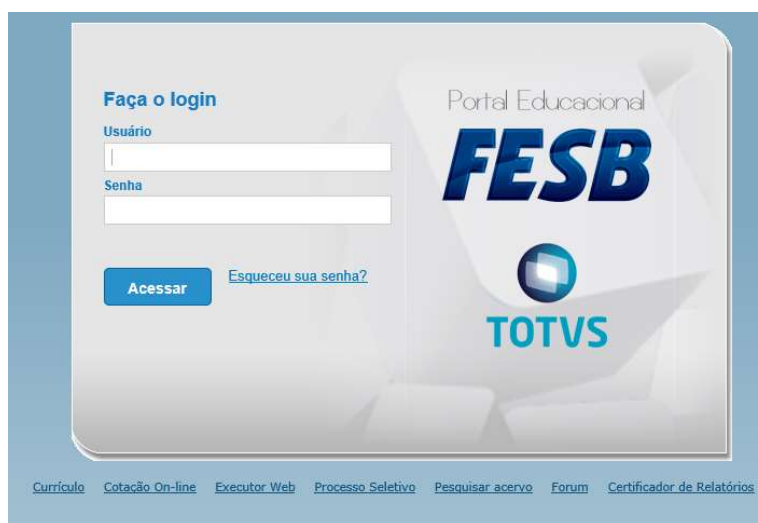 Faça o login
Usuário
Senha
Acessar
Esqueceu sua senha?
Portal Educacional
FESB
TOTVS
Currículo Cotação On-line Executor Web Processo Seletivo Pesquisar acervo Forum Certificador de Relatórios